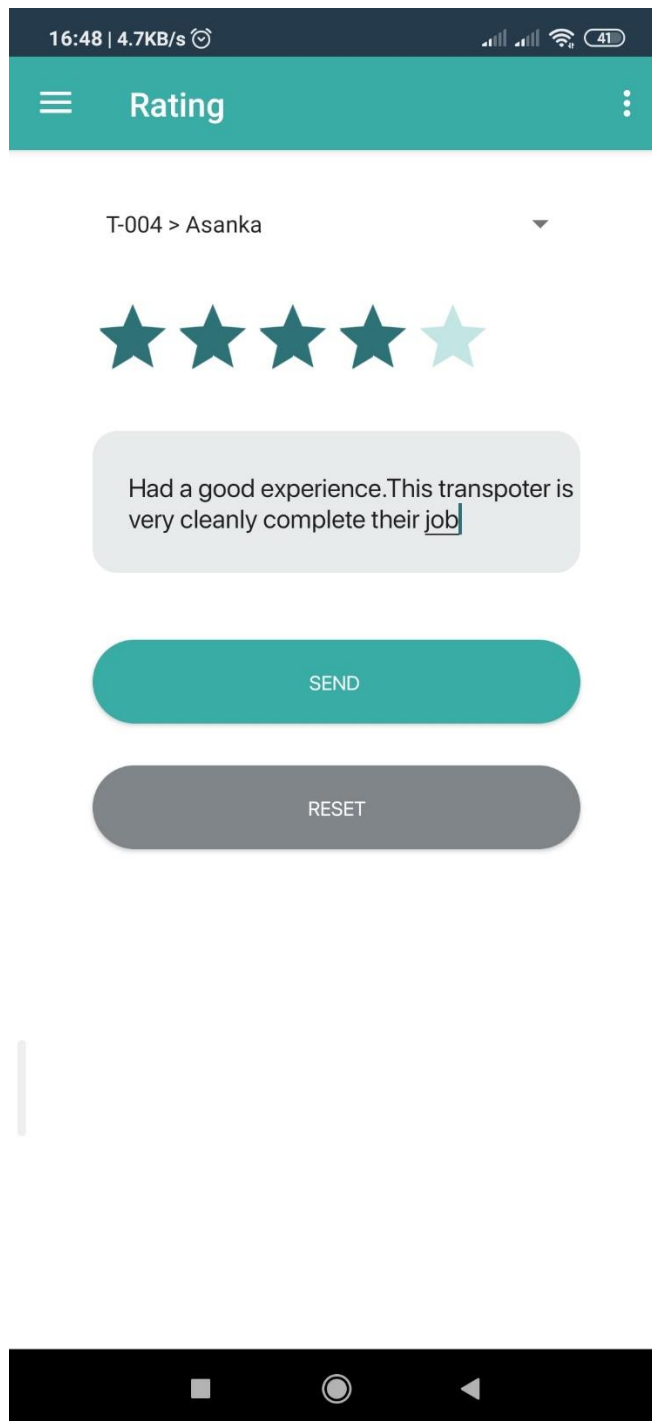 16:48 | 4.7KB/s 41
Rating
T-004 > Asanka
Had a good experience.This transpoter is
very cleanly complete their job
SEND
RESET